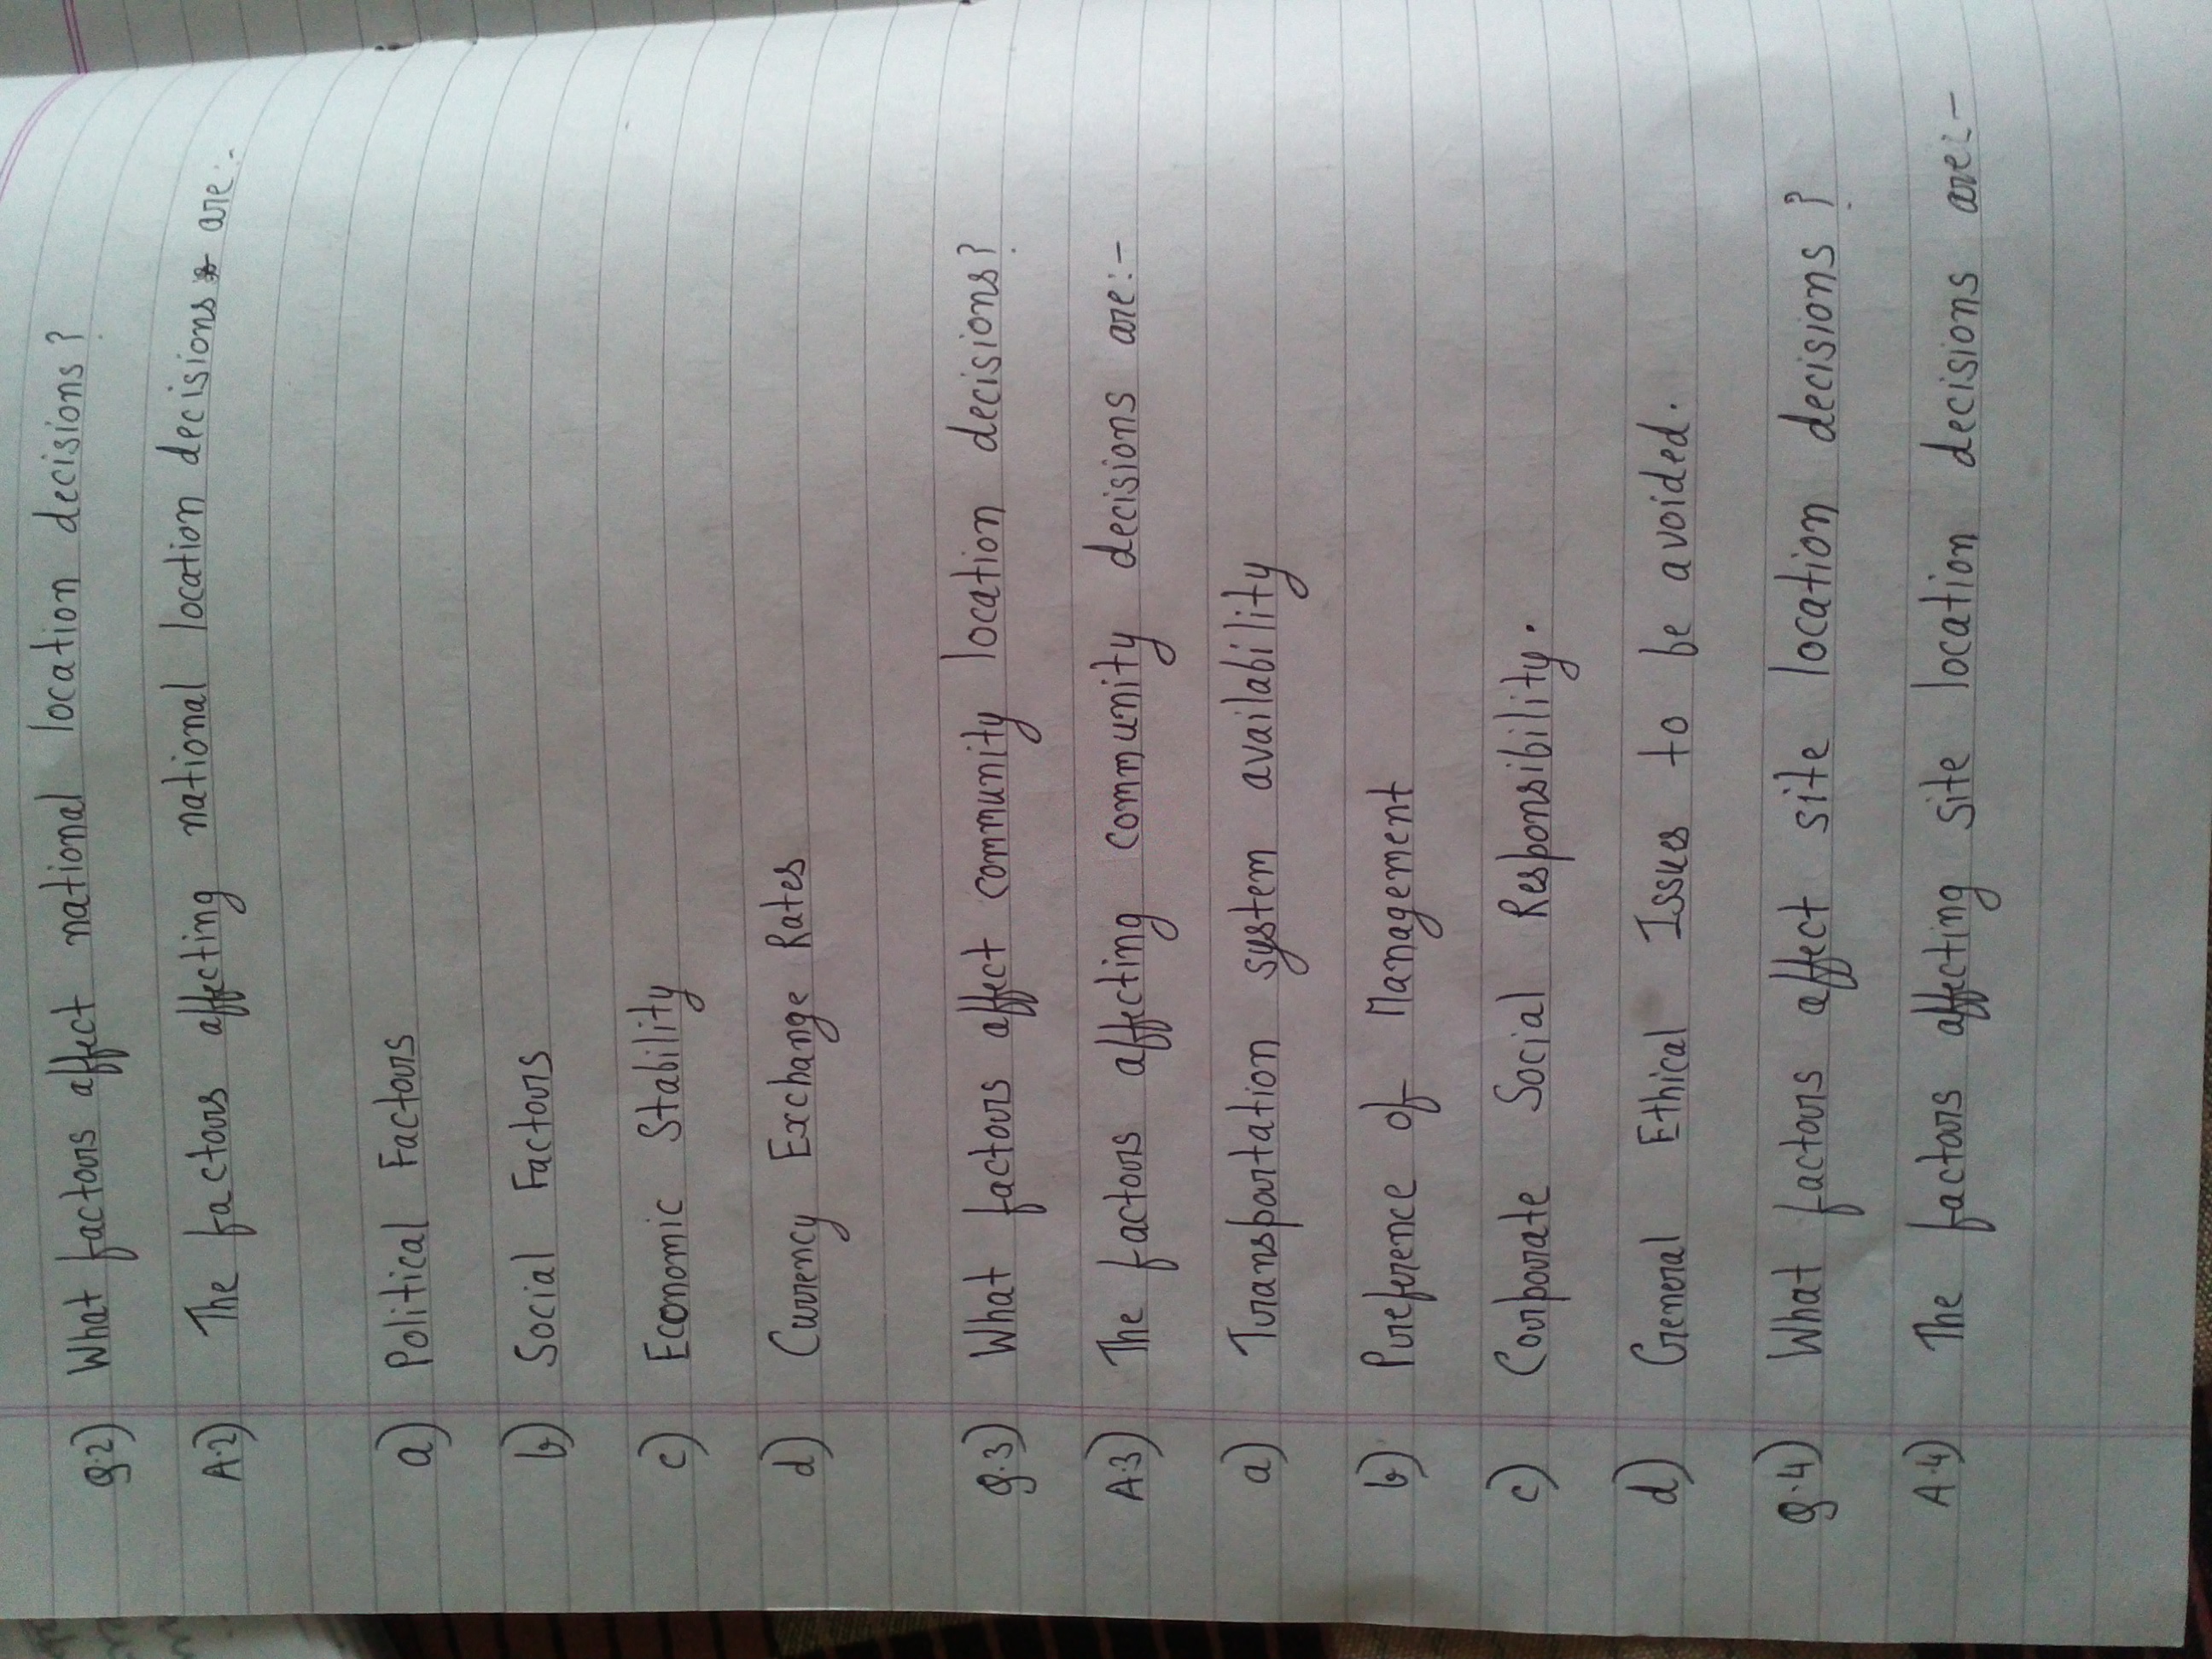 Q.2) What factors affect national location decisions?
A.2) The factors affecting national location decisions are:-
a) Political Factors
b) Social Factors
c) Economic Stability
d) Currency Exchange Rates
Q.3) What factors affect community location decisions?
A.3) The factors affecting community decisions are:-
a) Transportation system availability
b) Preference of Management
c) Corporate Social Responsibility.
d) General Ethical Issues to be avoided.
Q.4) What factors affect site location decisions?
A.4) The factors affecting site location decisions are:-